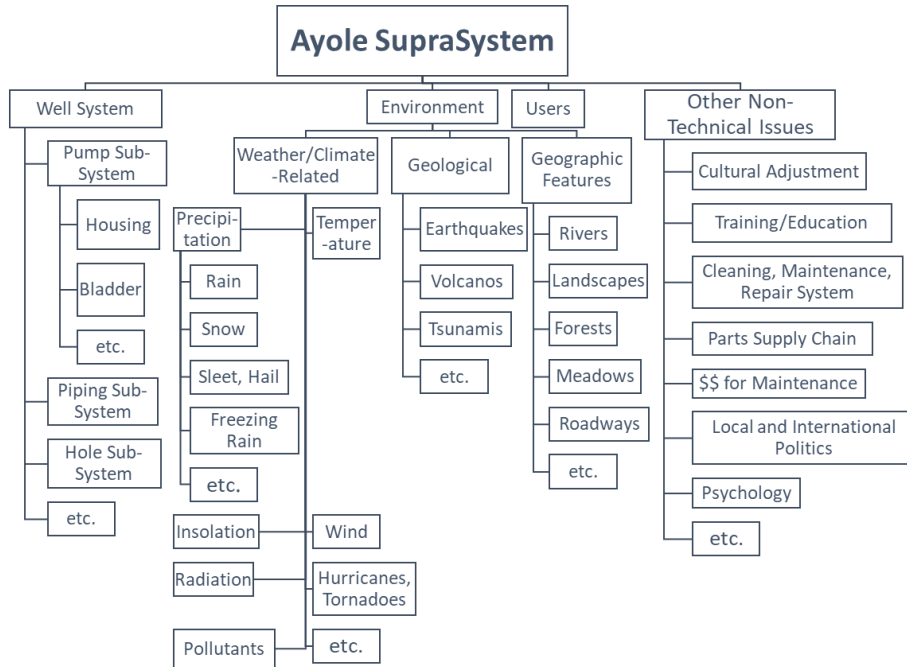 Ayole SupraSystem
Well System
Pump Sub-
System
Housing
Bladder
etc.
Piping Sub-
System
Hole Sub-
System
etc.
Environment
Weather/Climate
-Related
Precipi-
tation
Rain
Snow
Sleet, Hail
Freezing
Rain
etc.
Temper
-ature
Insolation
Wind
Radiation
Hurricanes,
Tornadoes
Pollutants
etc.
Geological
Earthquakes
Volcanos
Tsunamis
etc.
Geographic
Features
Rivers
Landscapes
Forests
Meadows
Roadways
etc.
Users
Other Non-
Technical Issues
Cultural Adjustment
Training/Education
Cleaning, Maintenance,
Repair System
Parts Supply Chain
$$ for Maintenance
Local and International
Politics
Psychology
etc.